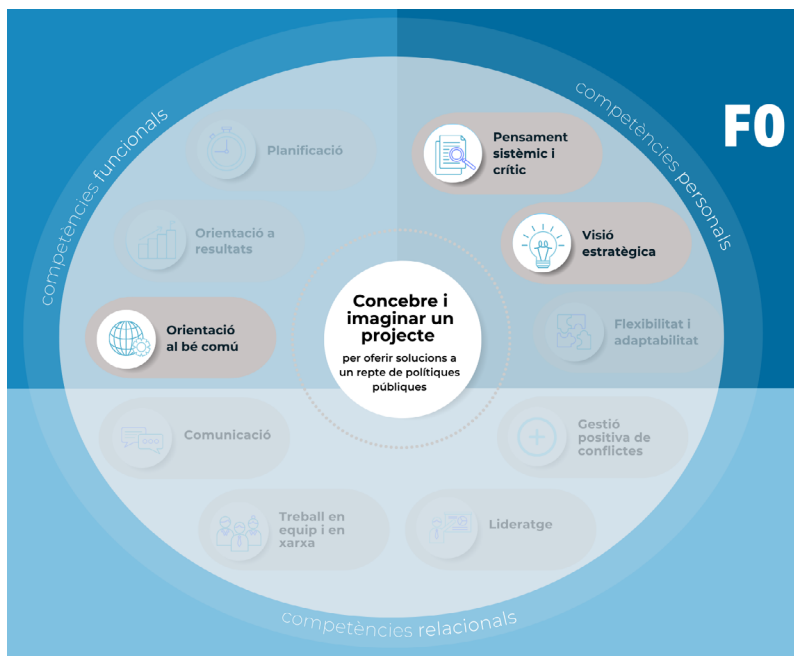 F0
competències funcionals
competències personals
Planificació
Pensament
sistèmic i
crític
Orientació a
resultats
Visió
estratègica
Concebre i
imaginar un
projecte
per oferir solucions a
un repte de polítiques
públiques
Orientació
al bé comú
Flexibilitat i
adaptabilitat
Comunicació
Gestió
positiva de
conflictes
Treball en
equip i en
xarxa
Lideratge
competències relacionals